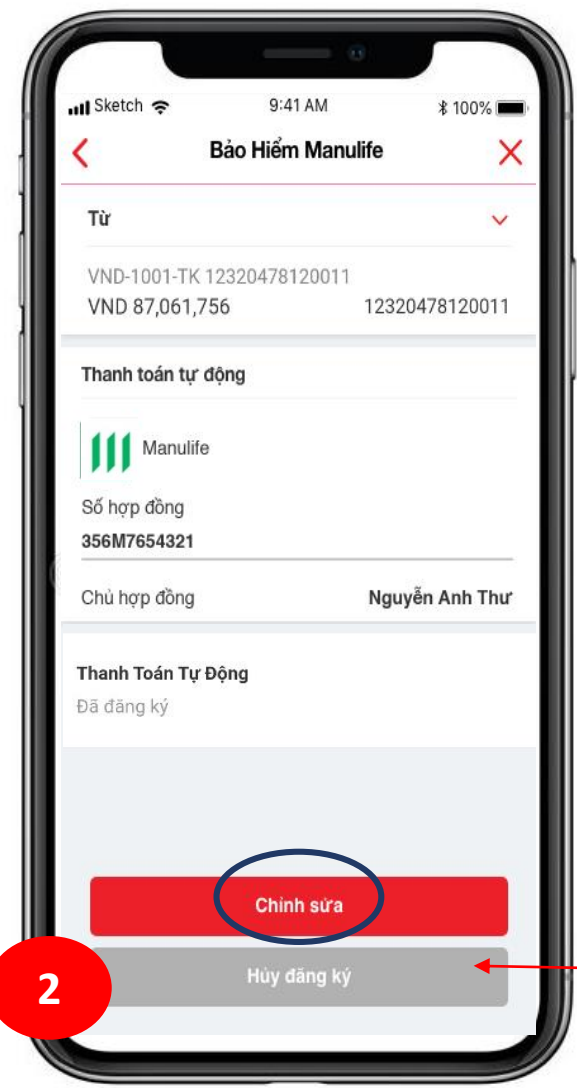 Sketch 9:41 AM 100%
Bảo Hiểm Manulife
Từ
VND-1001-TK 12320478120011
VND 87,061,756 12320478120011
Thanh toán tự động
Manulife
Số hợp đồng
356M7654321
Chủ hợp đồng Nguyễn Anh Thư
Thanh Toán Tự Động
Đã đăng ký
Chỉnh sửa
2 Hủy đăng ký